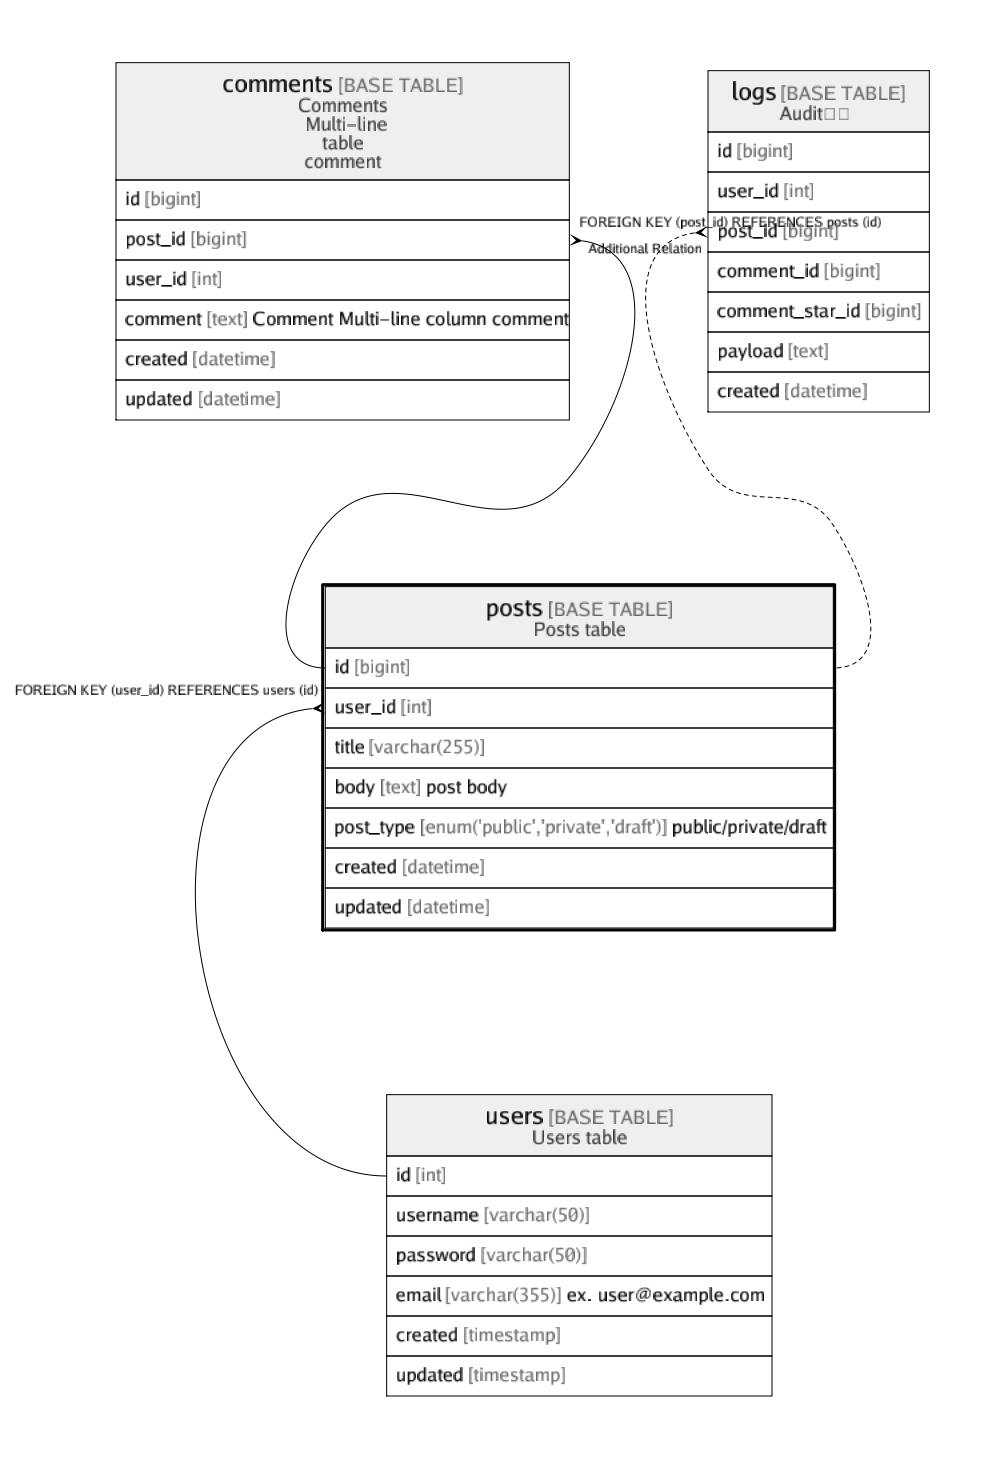 comments [BASE TABLE]
Comments
Multi-line
table
comment
id [bigint]
post_id [bigint]
user_id [int]
comment [text] Comment Multi-line column comment
created [datetime]
updated [datetime]
logs [BASE TABLE]
Audit
id [bigint]
user_id [int]
post_id [bigint]
comment_id [bigint]
comment_star_id [bigint]
payload [text]
created [datetime]
FOREIGN KEY (post_id) REFERENCES posts (id)
Additional Relation
posts [BASE TABLE]
Posts table
id [bigint]
user_id [int]
title [varchar(255)]
body [text] post body
post_type [enum('public','private','draft')] public/private/draft
created [datetime]
updated [datetime]
FOREIGN KEY (user_id) REFERENCES users (id)
users [BASE TABLE]
Users table
id [int]
username [varchar(50)]
password [varchar(50)]
email [varchar(355)] ex. user@example.com
created [timestamp]
updated [timestamp]